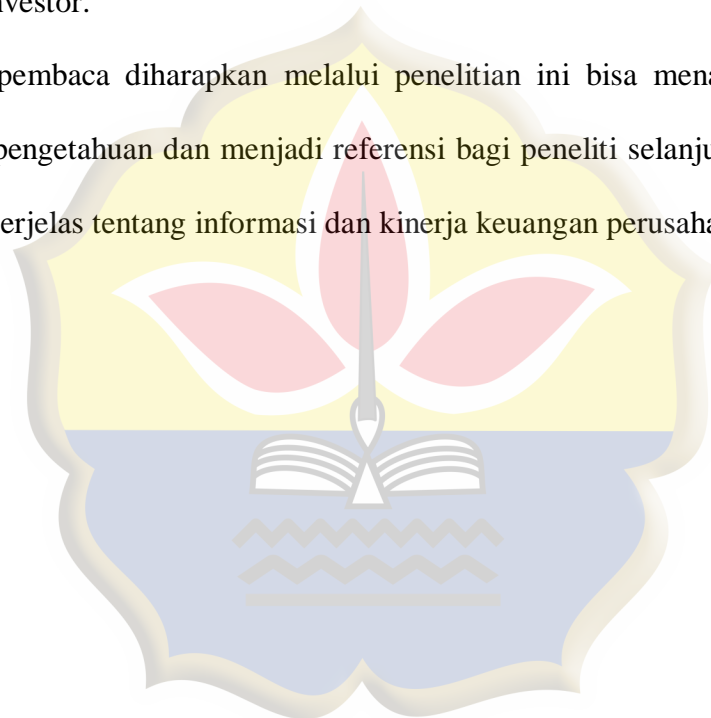 nvestor.
pembaca diharapkan melalui penelitian ini bisa mena
pengetahuan dan menjadi referensi bagi peneliti selanju
erjelas tentang informasi dan kinerja keuangan perusaha